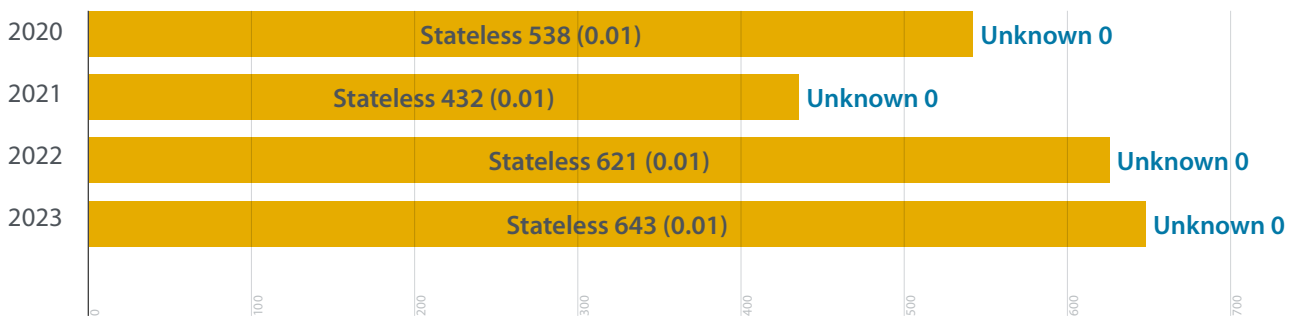 2020 Stateless 538 (0.01) Unknown 0
2021 Stateless 432 (0.01) Unknown 0
2022 Stateless 621 (0.01) Unknown 0
2023 Stateless 643 (0.01) Unknown 0
0 100 200 300 400 500 600 700